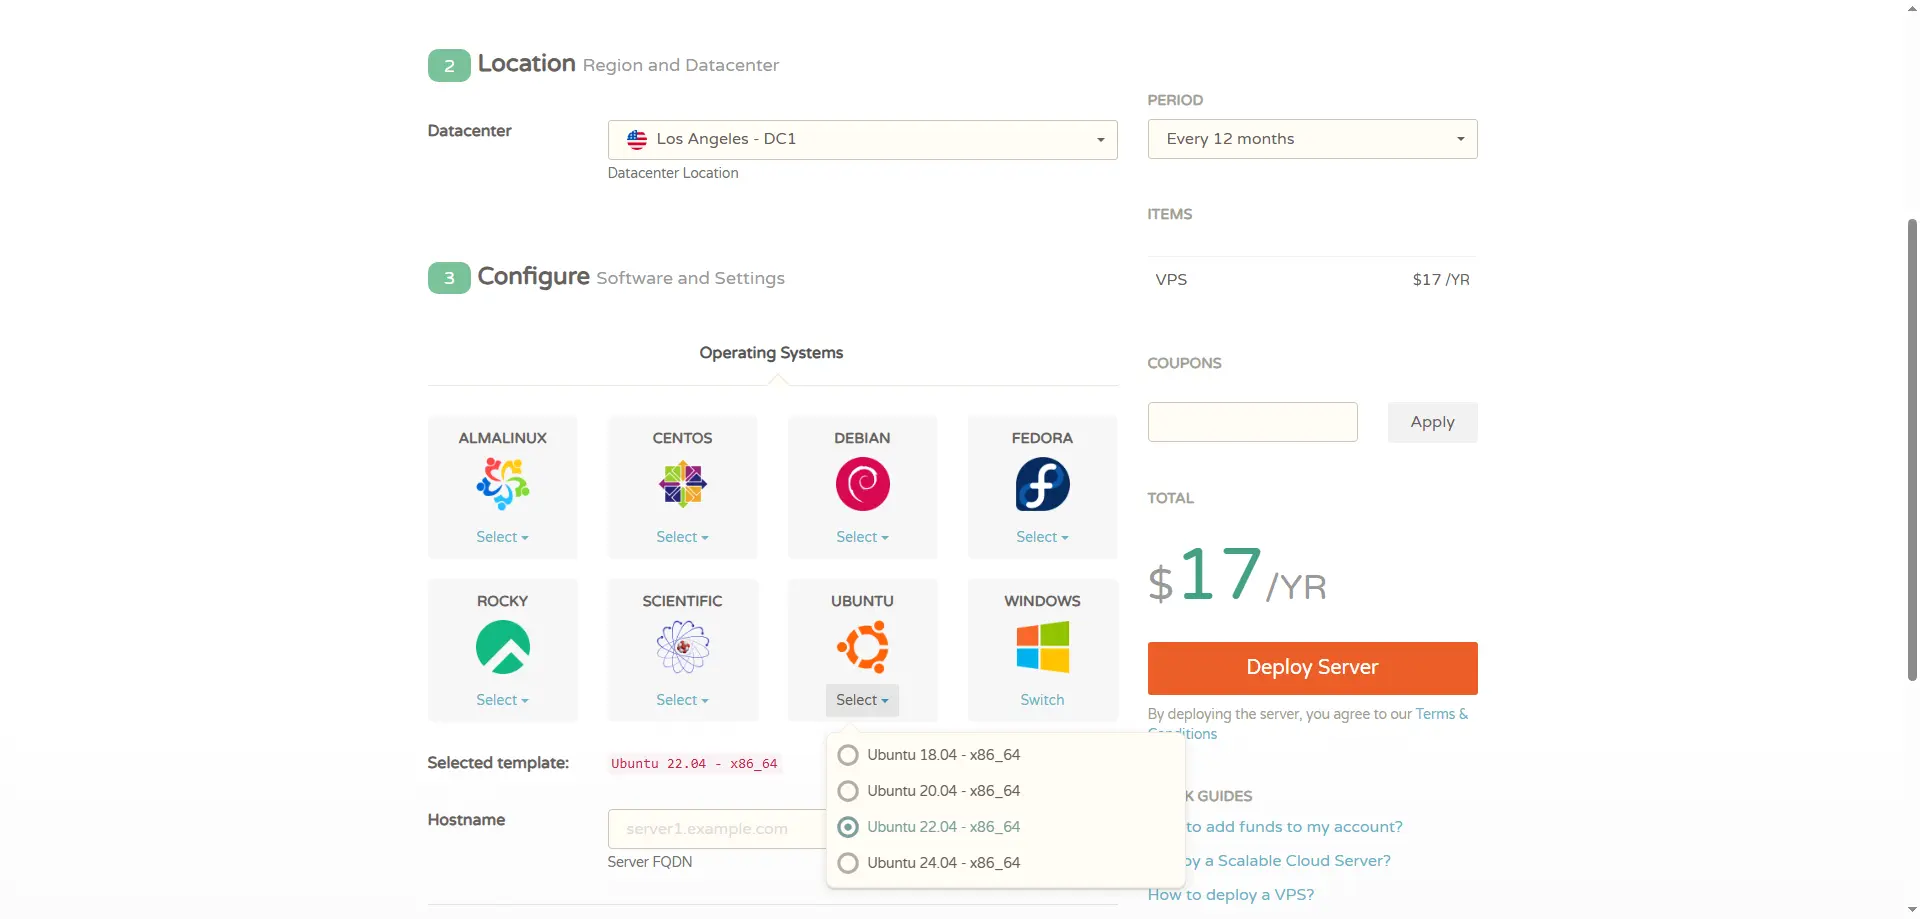 2 Location Region and Datacenter
Datacenter
Los Angeles - DC1
Datacenter Location
3 Configure Software and Settings
Operating Systems
ALMALINUX
Select
CENTOS
Select
DEBIAN
Select
FEDORA
Select
ROCKY
Select
SCIENTIFIC
Select
UBUNTU
Select
WINDOWS
Switch
Ubuntu 18.04 - x86_64
Ubuntu 20.04 - x86_64
Ubuntu 22.04 - x86_64
Ubuntu 24.04 - x86_64
Selected template:
Ubuntu 22.04 - x86_64
Hostname
server1.example.com
Server FQDN
PERIOD
Every 12 months
ITEMS
VPS $17 /YR
COUPONS
Apply
TOTAL
$17/YR
Deploy Server
By deploying the server, you agree to our Terms &
Conditions
K GUIDES
to add funds to my account?
oy a Scalable Cloud Server?
How to deploy a VPS?